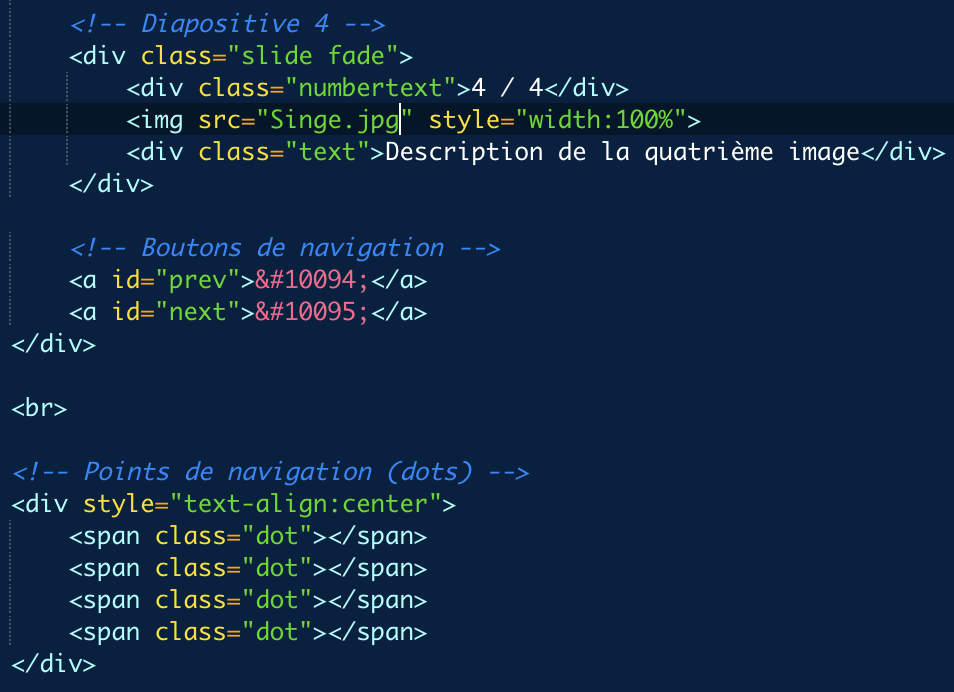 <!-- Diapositive 4 -->
<div class="slide fade">
<div class="numbertext">4 / 4</div>
<img src="Singe.jpg" style="width:100%">
<div class="text">Description de la quatrième image</div>
</div>
<!-- Boutons de navigation -->
<a id="prev">&#10094;</a>
<a id="next">&#10095;</a>
</div>
<br>
<!-- Points de navigation (dots) -->
<div style="text-align:center">
<span class="dot"></span>
<span class="dot"></span>
<span class="dot"></span>
<span class="dot"></span>
</div>